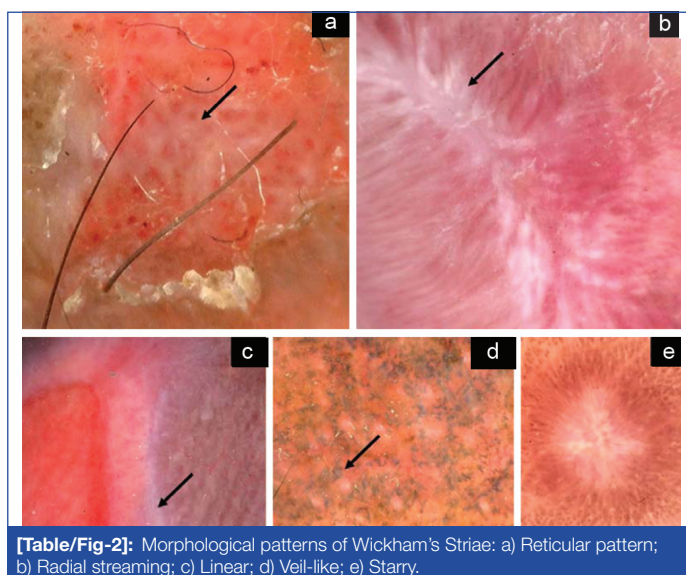 a
b
c
d
e
[Table/Fig-2]: Morphological patterns of Wickham's Striae: a) Reticular pattern;
b) Radial streaming; c) Linear; d) Veil-like; e) Starry.